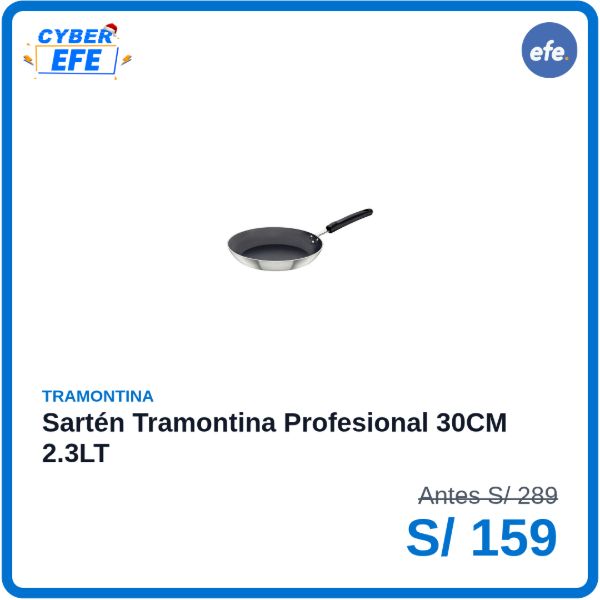 CYBER
EFE
efe.
TRAMONTINA
Sartén Tramontina Profesional 30CM
2.3LT
Antes S/ 289
S/ 159